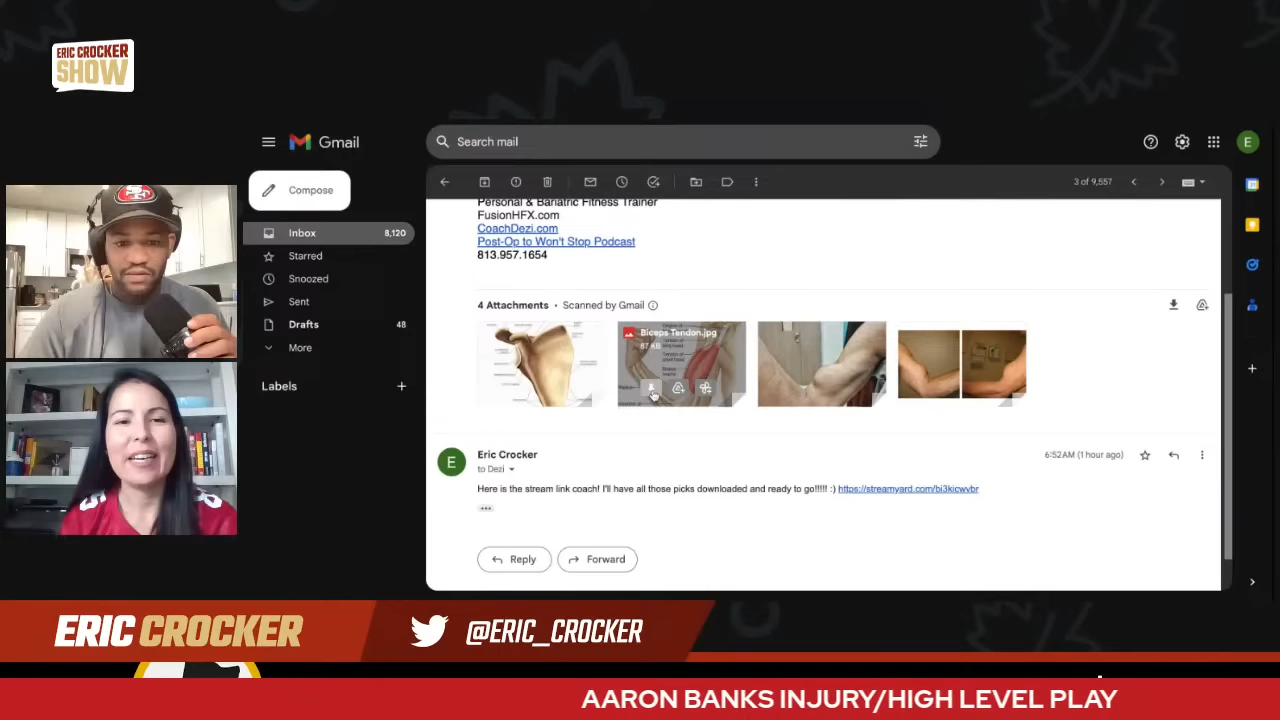 ERIC CROCKER
SHOW
Gmail
Search mail
E
Compose
3 of 9,557
Inbox 8,120
Starred
Snoozed
Sent
Drafts 48
More
Labels
Personal & Bariatric Fitness Trainer
FusionHFX.com
CoachDezi.com
Post-Op to Won't Stop Podcast
813.957.1654
4 Attachments • Scanned by Gmail
Biceps Tendon.jpg
87 KB
E
Eric Crocker
6:52AM (1 hour ago)
to Dezi
Here is the stream link coach! I'll have all those picks downloaded and ready to go!!!!! :) https://streamyard.com/bi3kicwvbr
Reply
Forward
ERIC CROCKER
@ERIC_CROCKER
AARON BANKS INJURY/HIGH LEVEL PLAY